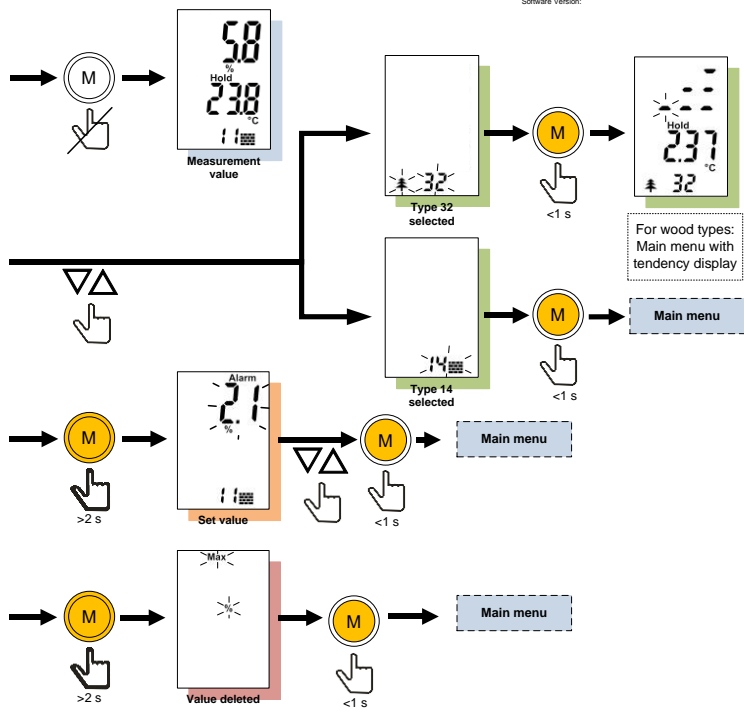 Software Version:
M
5.8
%
Hold
23.8
°C
11
Measurement
value
32
Type 32
selected
M
<1 s
Hold
2.37
°C
32
For wood types:
Main menu with
tendency display
14
Type 14
selected
M
<1 s
Main menu
M
>2 s
Alarm
2.1
%
11
Set value
M
<1 s
Main menu
M
>2 s
Max
%
Value deleted
M
<1 s
Main menu